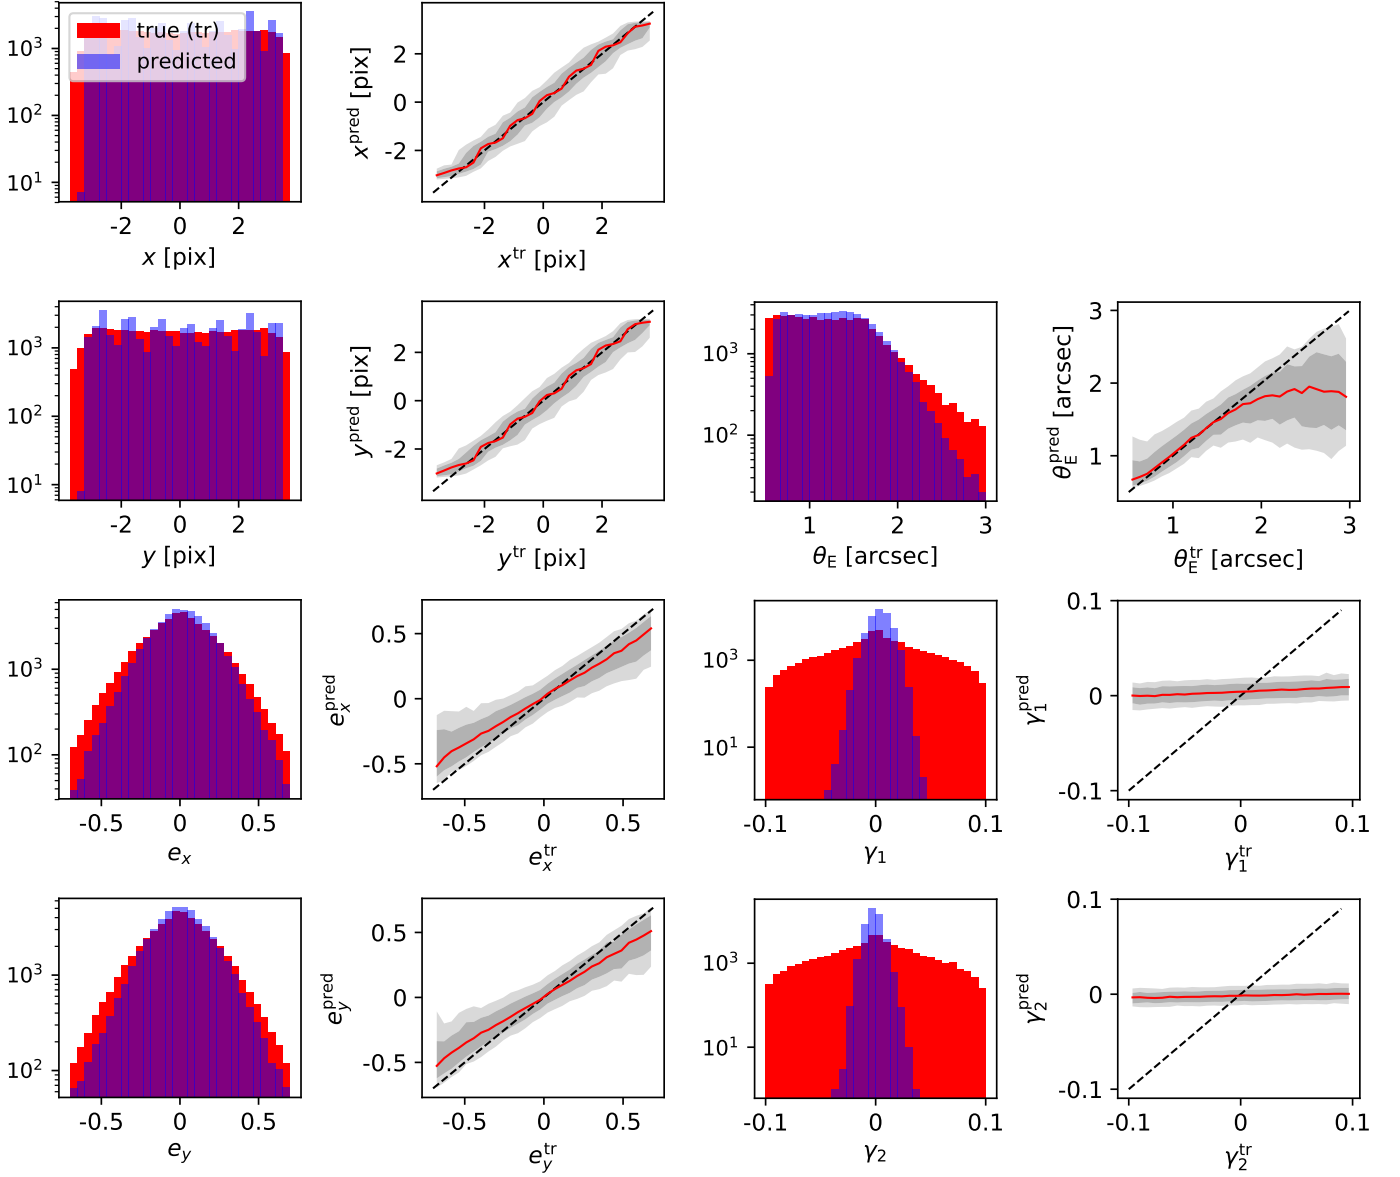 true (tr)
predicted
10³
10²
10¹
-2 0 2
x [pix]
x^pred [pix]
2
0
-2
-2 0 2
x^tr [pix]
10³
10²
10¹
-2 0 2
y [pix]
y^pred [pix]
2
0
-2
-2 0 2
y^tr [pix]
10³
10²
1 2 3
θ_E [arcsec]
θ_E^pred [arcsec]
3
2
1
1 2 3
θ_E^tr [arcsec]
10³
10²
-0.5 0 0.5
e_x
e_x^pred
0.5
0
-0.5
-0.5 0 0.5
e_x^tr
10³
10¹
-0.1 0 0.1
γ₁
γ₁^pred
0.1
0
-0.1
-0.1 0 0.1
γ₁^tr
10³
10²
-0.5 0 0.5
e_y
e_y^pred
0.5
0
-0.5
-0.5 0 0.5
e_y^tr
10³
10¹
-0.1 0 0.1
γ₂
γ₂^pred
0.1
0
-0.1
-0.1 0 0.1
γ₂^tr